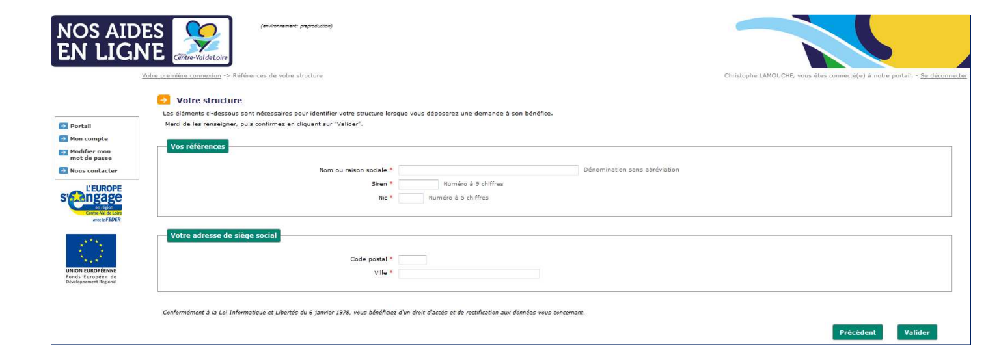 NOS AIDES
EN LIGNE
Centre-Val de Loire
(environnement: preproduction)
Votre première connexion -> Références de votre structure
Christophe LAMOUCHE, vous êtes connecté(e) à notre portail. - Se déconnecter
Portail
Mon compte
Modifier mon
mot de passe
Nous contacter
L'EUROPE
s'engage
en région
Centre-Val de Loire
avec le FEDER
UNION EUROPÉENNE
Fonds Européen de
Développement Régional
Votre structure
Les éléments ci-dessous sont nécessaires pour identifier votre structure lorsque vous déposerez une demande à son bénéfice.
Merci de les renseigner, puis confirmez en cliquant sur "Valider".
Vos références
Nom ou raison sociale * Dénomination sans abréviation
Siren * Numéro à 9 chiffres
Nic * Numéro à 5 chiffres
Votre adresse de siège social
Code postal *
Ville *
Conformément à la Loi Informatique et Libertés du 6 janvier 1978, vous bénéficiez d'un droit d'accès et de rectification aux données vous concernant.
Précédent Valider